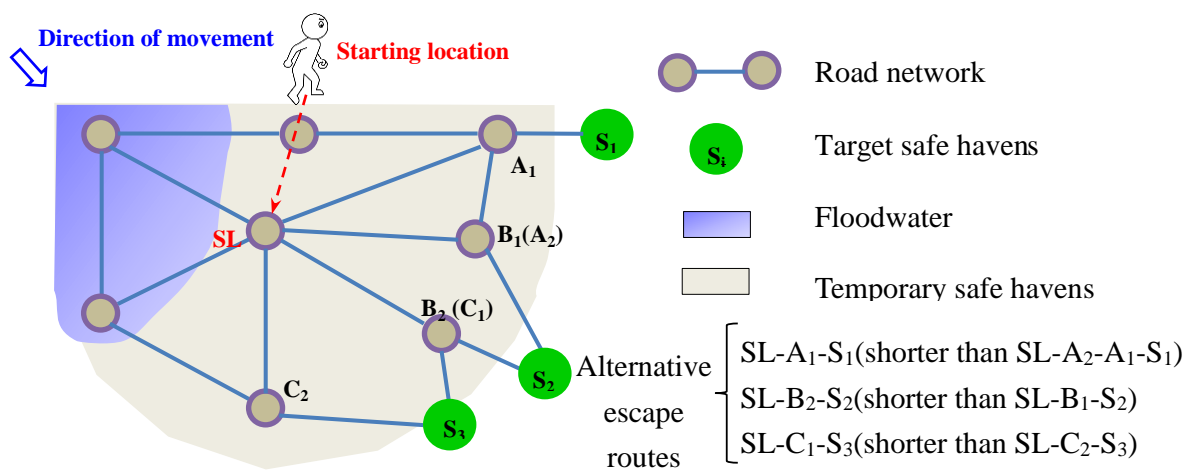 Direction of movement
Starting location
Road network
S₁
A₁
Sᵢ
Target safe havens
SL
B₁(A₂)
Floodwater
Temporary safe havens
B₂ (C₁)
S₂
C₂
S₃
Alternative
escape
routes
SL-A₁-S₁(shorter than SL-A₂-A₁-S₁)
SL-B₂-S₂(shorter than SL-B₁-S₂)
SL-C₁-S₃(shorter than SL-C₂-S₃)